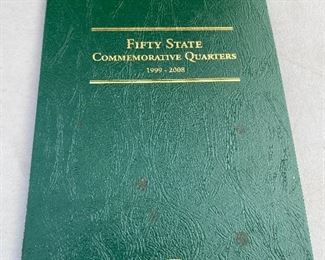 FIFTY STATE
COMMEMORATIVE QUARTERS
1999 - 2008